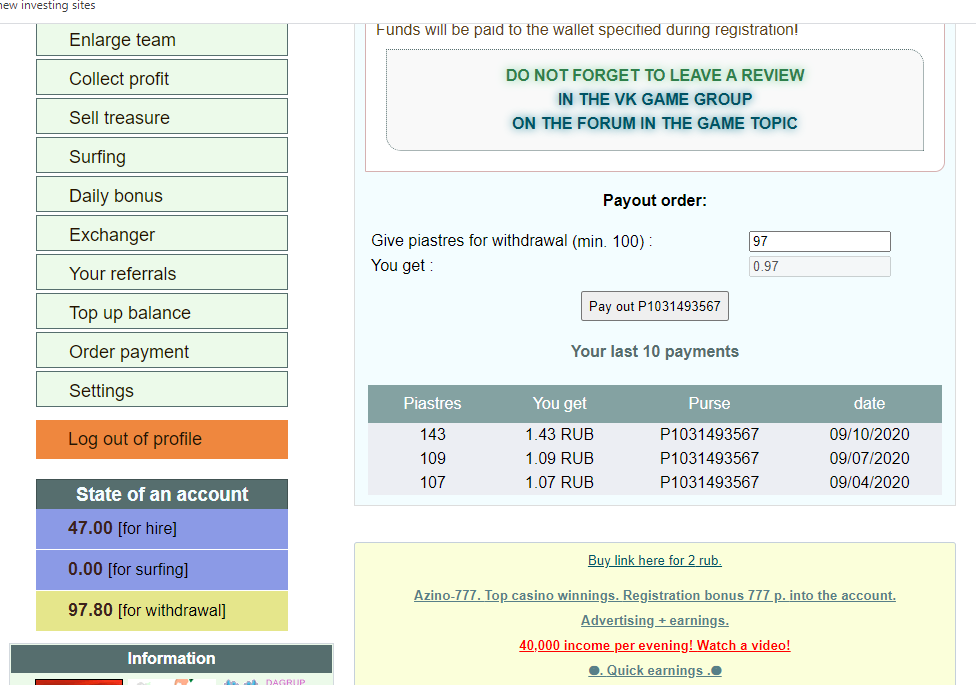 new investing sites
Enlarge team
Collect profit
Sell treasure
Surfing
Daily bonus
Exchanger
Your referrals
Top up balance
Order payment
Settings
Log out of profile
State of an account
47.00 [for hire]
0.00 [for surfing]
97.80 [for withdrawal]
Information
DAGRUP
Funds will be paid to the wallet specified during registration!
DO NOT FORGET TO LEAVE A REVIEW
IN THE VK GAME GROUP
ON THE FORUM IN THE GAME TOPIC
Payout order:
Give piastres for withdrawal (min. 100) : 97
You get : 0.97
Pay out P1031493567
Your last 10 payments
Piastres You get Purse date
143 1.43 RUB P1031493567 09/10/2020
109 1.09 RUB P1031493567 09/07/2020
107 1.07 RUB P1031493567 09/04/2020
Buy link here for 2 rub.
Azino-777. Top casino winnings. Registration bonus 777 p. into the account.
Advertising + earnings.
40,000 income per evening! Watch a video!
●. Quick earnings .●